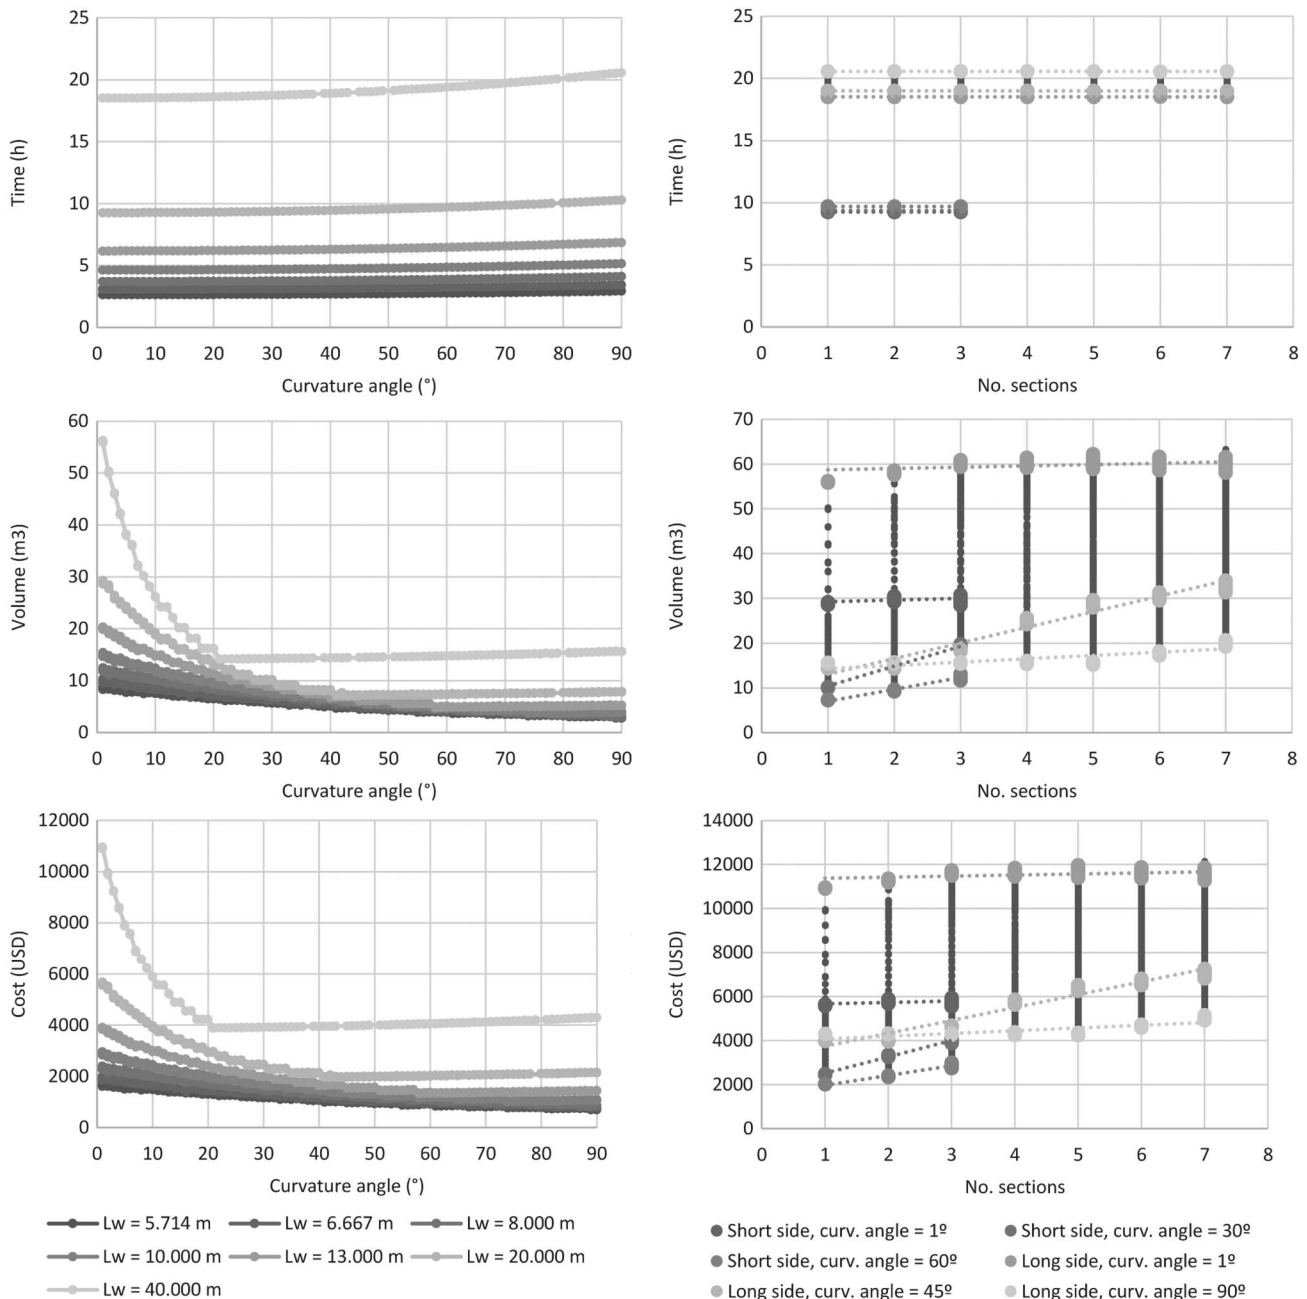 25
20
15
10
5
0
Time (h)
0 10 20 30 40 50 60 70 80 90
Curvature angle (°)
25
20
15
10
5
0
Time (h)
0 1 2 3 4 5 6 7 8
No. sections
60
50
40
30
20
10
0
Volume (m3)
0 10 20 30 40 50 60 70 80 90
Curvature angle (°)
70
60
50
40
30
20
10
0
Volume (m3)
0 1 2 3 4 5 6 7 8
No. sections
12000
10000
8000
6000
4000
2000
0
Cost (USD)
0 10 20 30 40 50 60 70 80 90
Curvature angle (°)
14000
12000
10000
8000
6000
4000
2000
0
Cost (USD)
0 1 2 3 4 5 6 7 8
No. sections
Lw = 5.714 m Lw = 6.667 m Lw = 8.000 m
Lw = 10.000 m Lw = 13.000 m Lw = 20.000 m
Lw = 40.000 m
Short side, curv. angle = 1º Short side, curv. angle = 30º
Short side, curv. angle = 60º Long side, curv. angle = 1º
Long side, curv. angle = 45º Long side, curv. angle = 90º